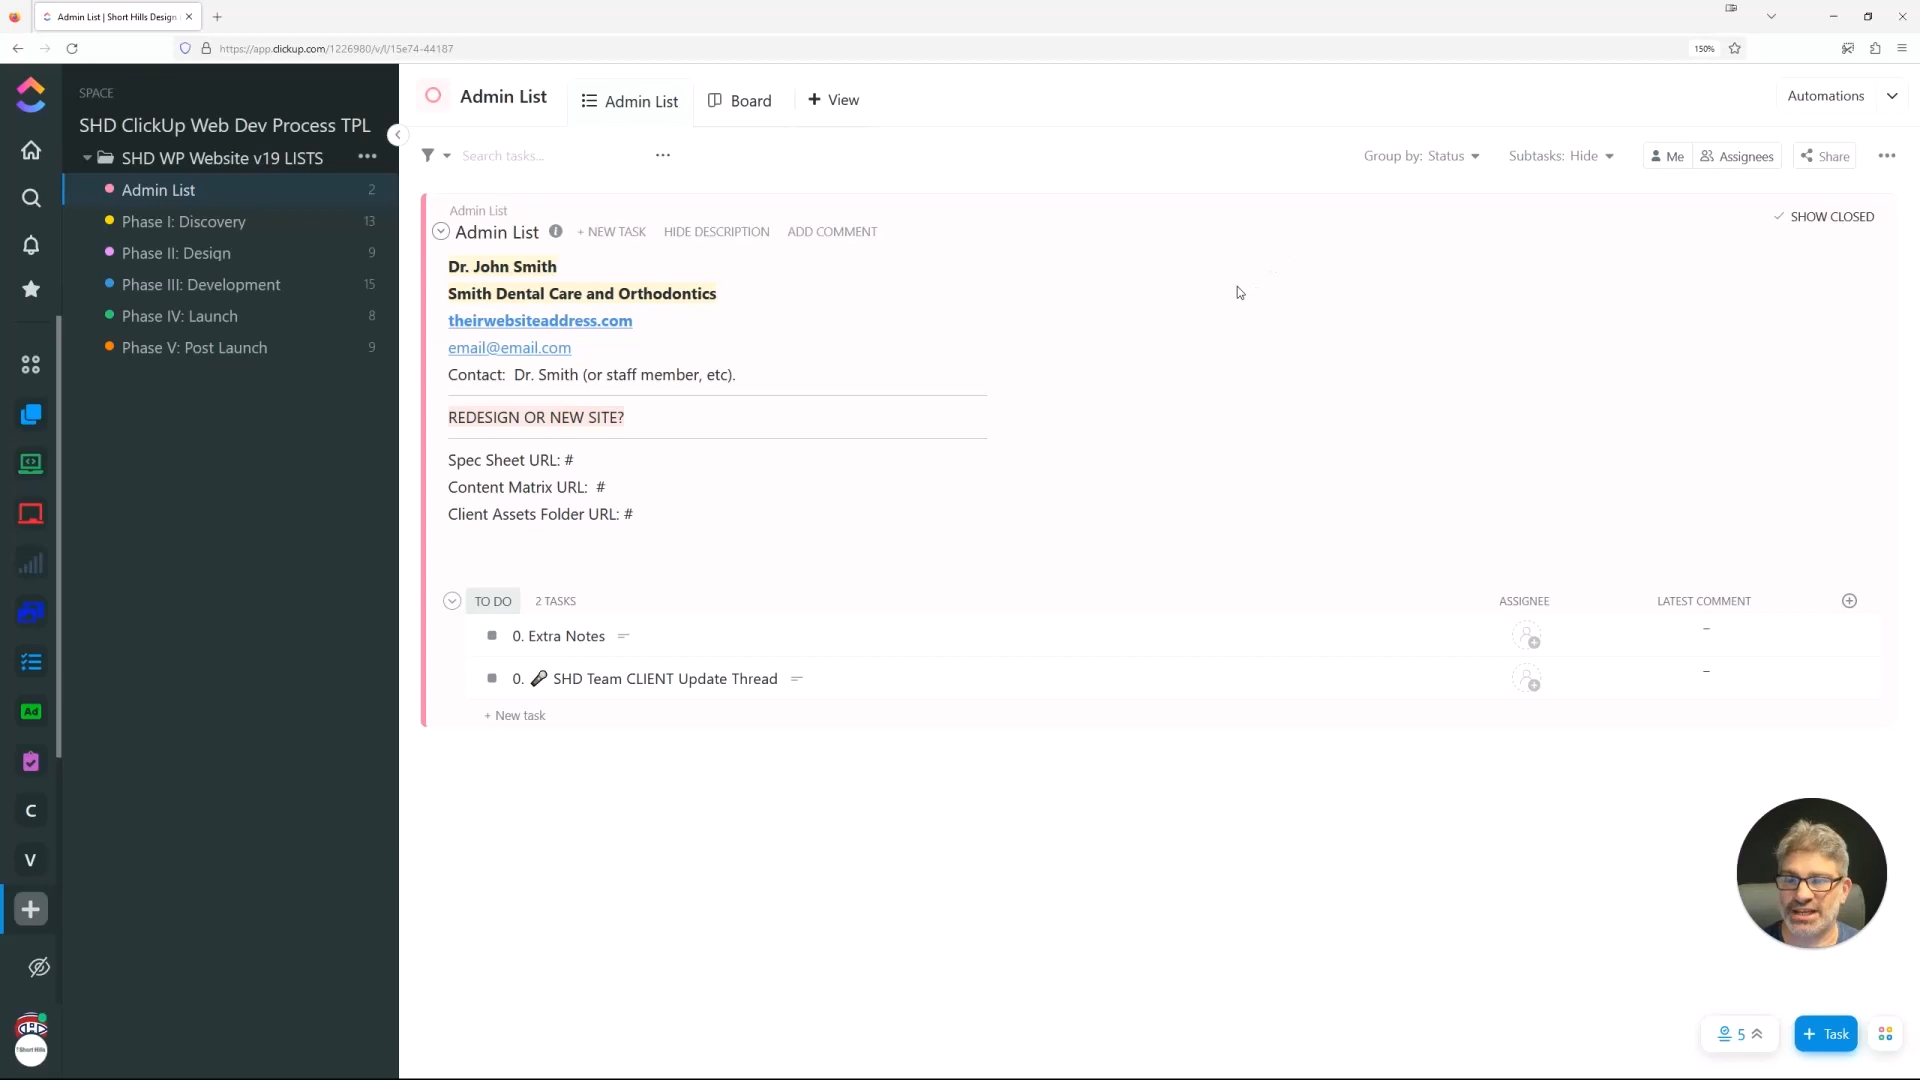 Admin List | Short Hills Design
https://app.clickup.com/1226980/v/l/15e74-44187
150%
SPACE
SHD ClickUp Web Dev Process TPL
SHD WP Website v19 LISTS
Admin List 2
Phase I: Discovery 13
Phase II: Design 9
Phase III: Development 15
Phase IV: Launch 8
Phase V: Post Launch 9
Ad
C
V
Admin List
Admin List
Board
+ View
Automations
Search tasks...
Group by: Status
Subtasks: Hide
Me
Assignees
Share
Admin List
Admin List
+ NEW TASK
HIDE DESCRIPTION
ADD COMMENT
SHOW CLOSED
Dr. John Smith
Smith Dental Care and Orthodontics
theirwebsiteaddress.com
email@email.com
Contact: Dr. Smith (or staff member, etc).
REDESIGN OR NEW SITE?
Spec Sheet URL: #
Content Matrix URL: #
Client Assets Folder URL: #
TO DO
2 TASKS
ASSIGNEE
LATEST COMMENT
0. Extra Notes
–
0. 🎤 SHD Team CLIENT Update Thread
–
+ New task
5
+ Task